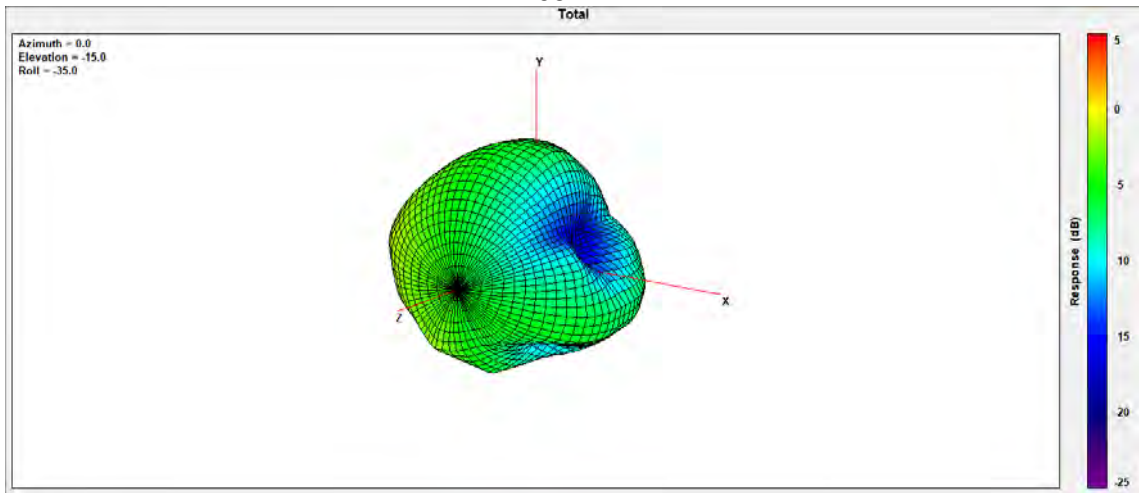 Total
Azimuth = 0.0
Elevation = -15.0
Roll = -35.0
Y
X
Z
5
0
-5
-10
-15
-20
-25
Response (dB)